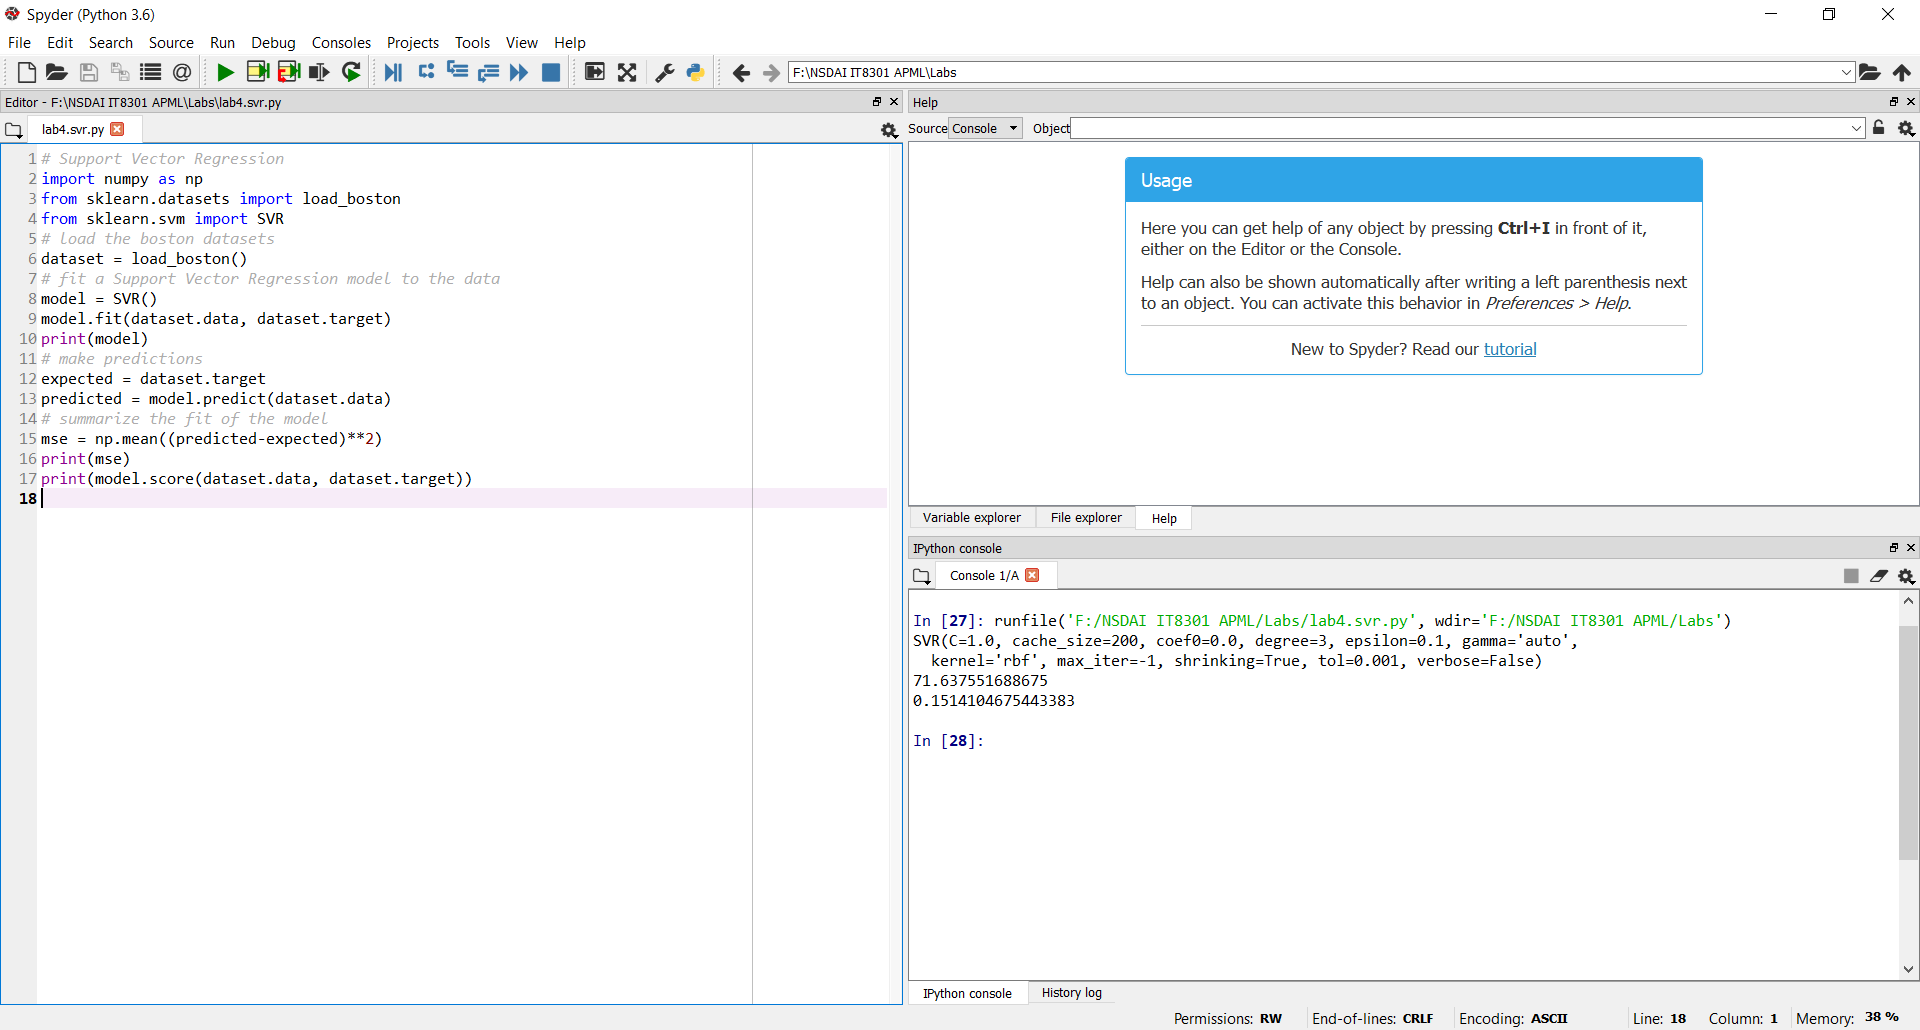 Spyder (Python 3.6)
File Edit Search Source Run Debug Consoles Projects Tools View Help
F:\NSDAI IT8301 APML\Labs
Editor - F:\NSDAI IT8301 APML\Labs\lab4.svr.py
lab4.svr.py
1 # Support Vector Regression
2 import numpy as np
3 from sklearn.datasets import load_boston
4 from sklearn.svm import SVR
5 # load the boston datasets
6 dataset = load_boston()
7 # fit a Support Vector Regression model to the data
8 model = SVR()
9 model.fit(dataset.data, dataset.target)
10 print(model)
11 # make predictions
12 expected = dataset.target
13 predicted = model.predict(dataset.data)
14 # summarize the fit of the model
15 mse = np.mean((predicted-expected)**2)
16 print(mse)
17 print(model.score(dataset.data, dataset.target))
18
Help
Source Console Object
Usage
Here you can get help of any object by pressing Ctrl+I in front of it,
either on the Editor or the Console.
Help can also be shown automatically after writing a left parenthesis next
to an object. You can activate this behavior in Preferences > Help.
New to Spyder? Read our tutorial
Variable explorer File explorer Help
IPython console
Console 1/A
In [27]: runfile('F:/NSDAI IT8301 APML/Labs/lab4.svr.py', wdir='F:/NSDAI IT8301 APML/Labs')
SVR(C=1.0, cache_size=200, coef0=0.0, degree=3, epsilon=0.1, gamma='auto',
kernel='rbf', max_iter=-1, shrinking=True, tol=0.001, verbose=False)
71.637551688675
0.1514104675443383
In [28]:
IPython console History log
Permissions: RW End-of-lines: CRLF Encoding: ASCII Line: 18 Column: 1 Memory: 38 %